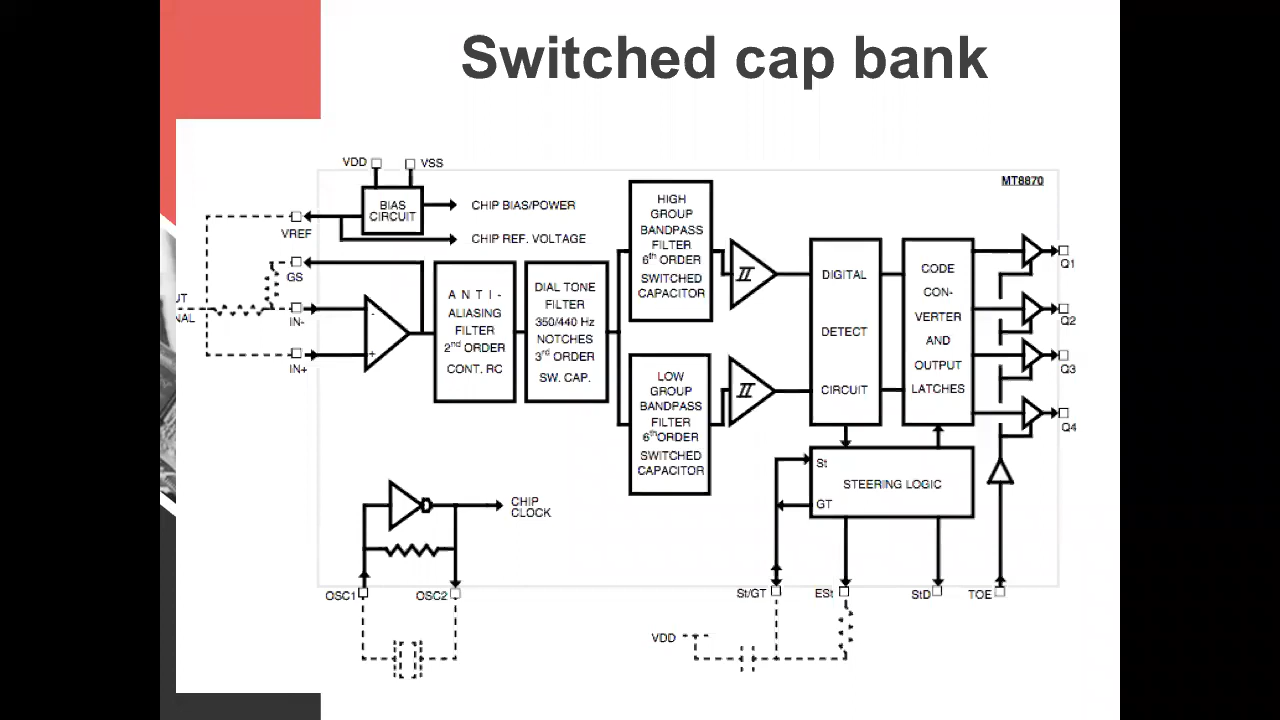 Switched cap bank
VDD
VSS
MT8870
BIAS
CIRCUIT
CHIP BIAS/POWER
VREF
CHIP REF. VOLTAGE
GS
IN-
IN+
-
+
A N T I -
ALIASING
FILTER
2nd ORDER
CONT. RC
DIAL TONE
FILTER
350/440 Hz
NOTCHES
3rd ORDER
SW. CAP.
HIGH
GROUP
BANDPASS
FILTER
6th ORDER
SWITCHED
CAPACITOR
LOW
GROUP
BANDPASS
FILTER
6thORDER
SWITCHED
CAPACITOR
DIGITAL
DETECT
CIRCUIT
CODE
CON-
VERTER
AND
OUTPUT
LATCHES
Q1
Q2
Q3
Q4
St
GT
STEERING LOGIC
CHIP
CLOCK
OSC1
OSC2
St/GT
ESt
StD
TOE
VDD